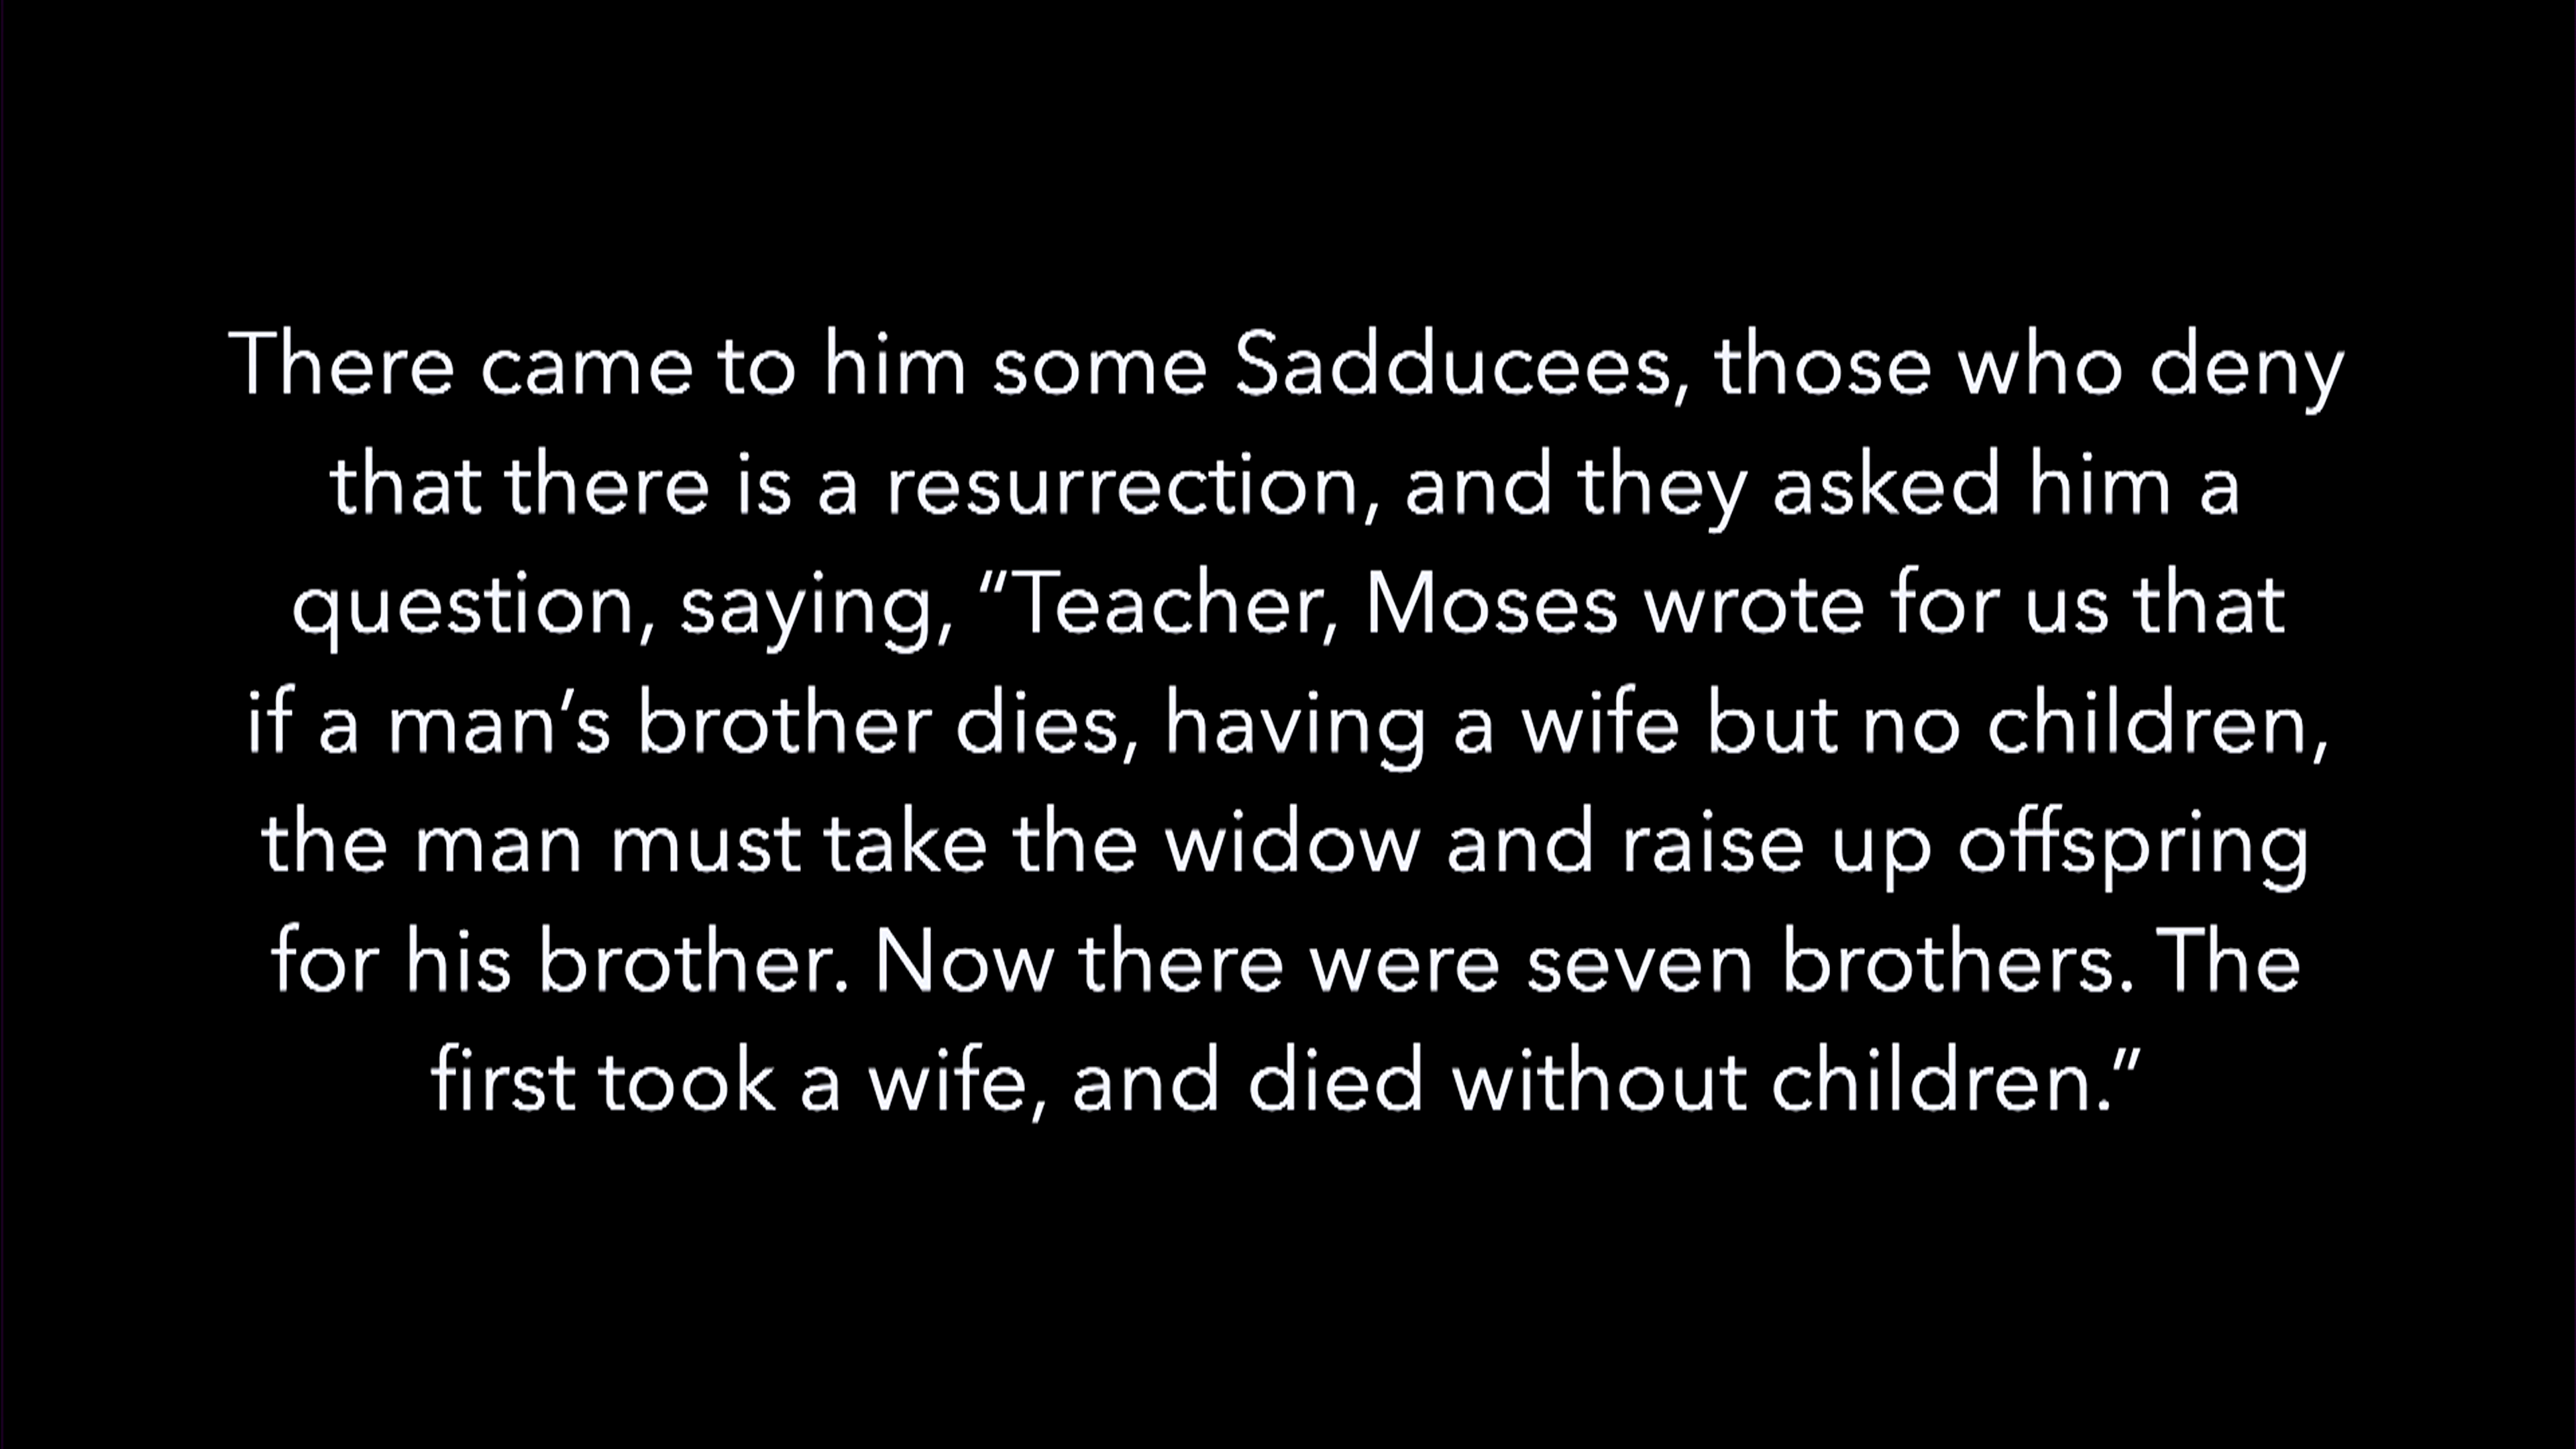 There came to him some Sadducees, those who deny
that there is a resurrection, and they asked him a
question, saying, “Teacher, Moses wrote for us that
if a man’s brother dies, having a wife but no children,
the man must take the widow and raise up offspring
for his brother. Now there were seven brothers. The
first took a wife, and died without children.”